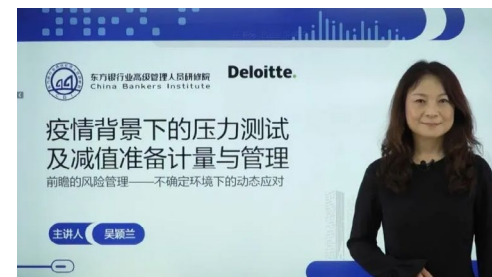 东方银行业高级管理人员研修院
China Bankers Institute
Deloitte.
疫情背景下的压力测试
及减值准备计量与管理
前瞻的风险管理——不确定环境下的动态应对
主讲人 吴颖兰